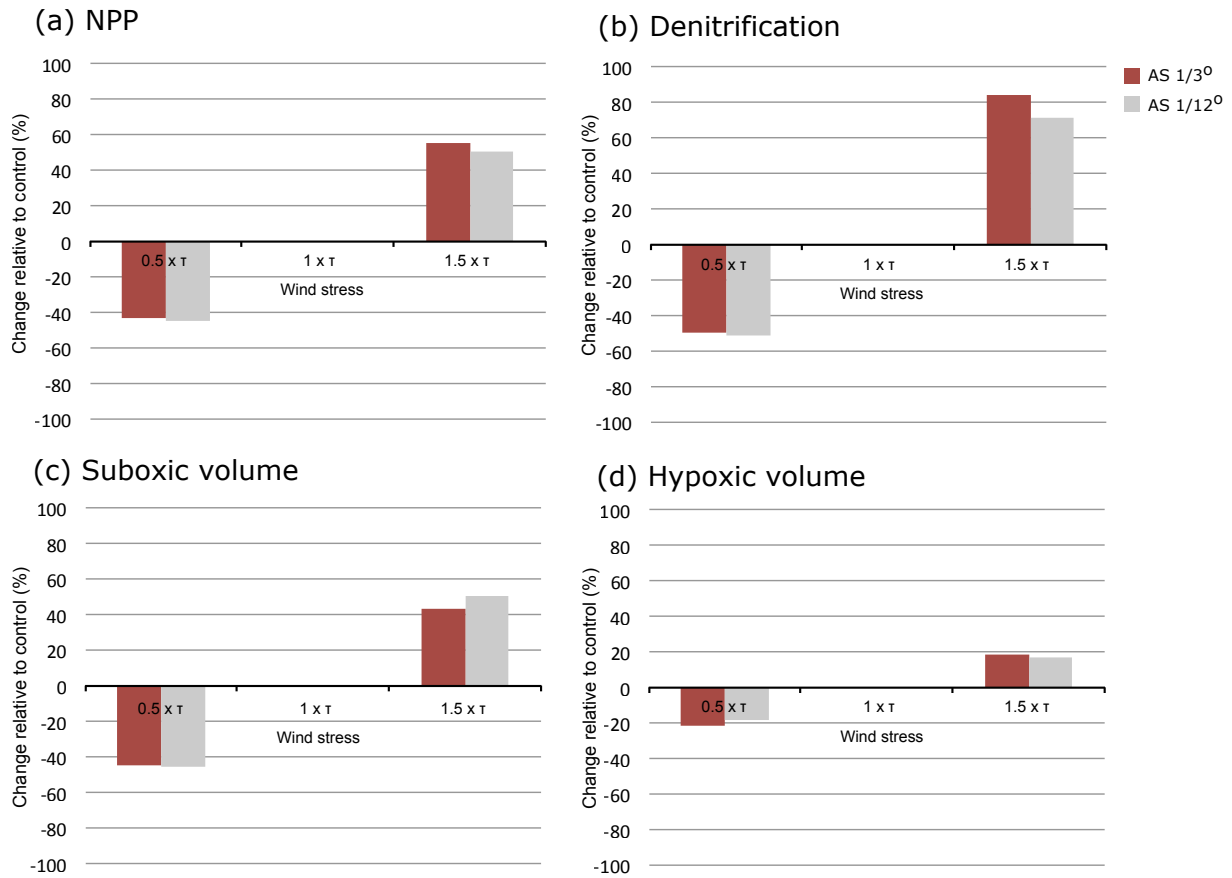 (a) NPP
100
80
60
40
20
0
-20
-40
-60
-80
-100
Change relative to control (%)
0.5 x τ
1 x τ
1.5 x τ
Wind stress
(b) Denitrification
100
80
60
40
20
0
-20
-40
-60
-80
-100
Change relative to control (%)
0.5 x τ
1 x τ
1.5 x τ
Wind stress
AS 1/3°
AS 1/12°
(c) Suboxic volume
100
80
60
40
20
0
-20
-40
-60
-80
-100
Change relative to control (%)
0.5 x τ
1 x τ
1.5 x τ
Wind stress
(d) Hypoxic volume
100
80
60
40
20
0
-20
-40
-60
-80
-100
Change relative to control (%)
0.5 x τ
1 x τ
1.5 x τ
Wind stress